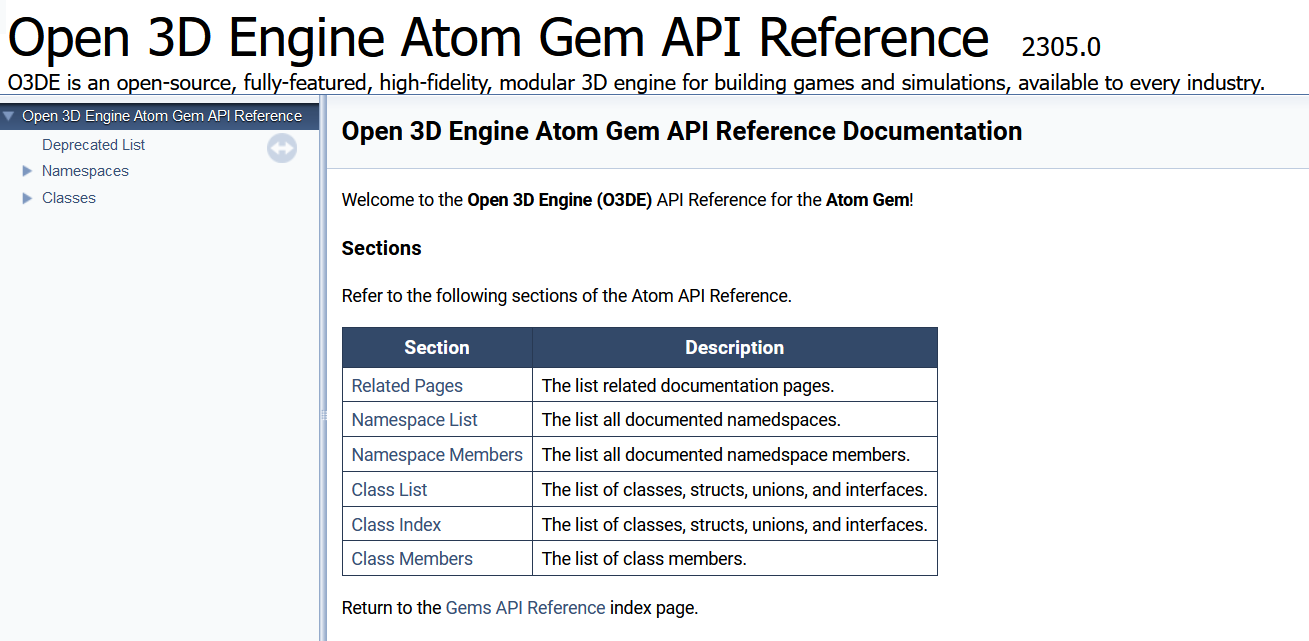 Open 3D Engine Atom Gem API Reference 2305.0
O3DE is an open-source, fully-featured, high-fidelity, modular 3D engine for building games and simulations, available to every industry.
Open 3D Engine Atom Gem API Reference
Deprecated List
Namespaces
Classes
Open 3D Engine Atom Gem API Reference Documentation
Welcome to the Open 3D Engine (O3DE) API Reference for the Atom Gem!
Sections
Refer to the following sections of the Atom API Reference.
Section Description
Related Pages The list related documentation pages.
Namespace List The list all documented namedspaces.
Namespace Members The list all documented namedspace members.
Class List The list of classes, structs, unions, and interfaces.
Class Index The list of classes, structs, unions, and interfaces.
Class Members The list of class members.
Return to the Gems API Reference index page.